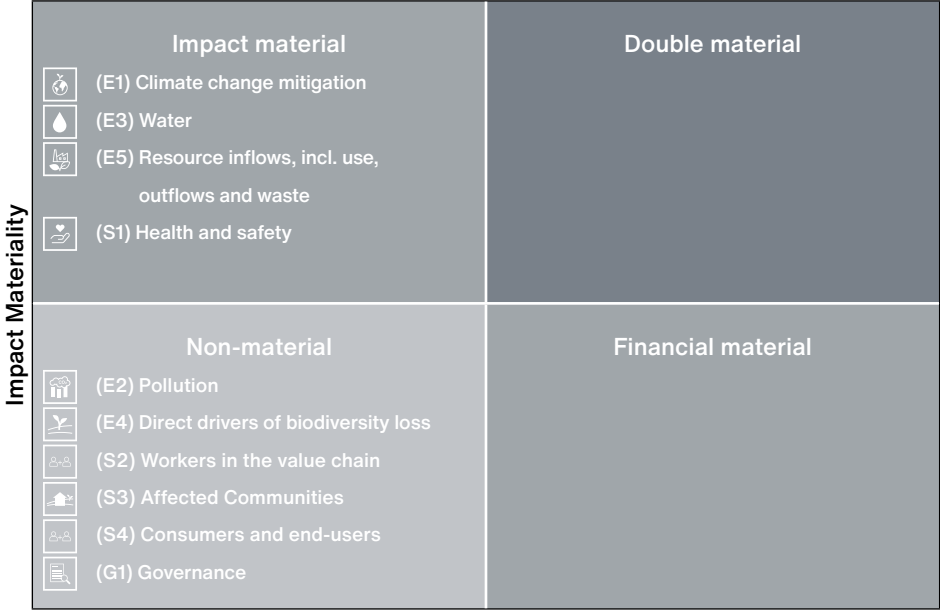 Impact Materiality
Impact material
(E1) Climate change mitigation
(E3) Water
(E5) Resource inflows, incl. use,
outflows and waste
(S1) Health and safety
Double material
Non-material
(E2) Pollution
(E4) Direct drivers of biodiversity loss
(S2) Workers in the value chain
(S3) Affected Communities
(S4) Consumers and end-users
(G1) Governance
Financial material